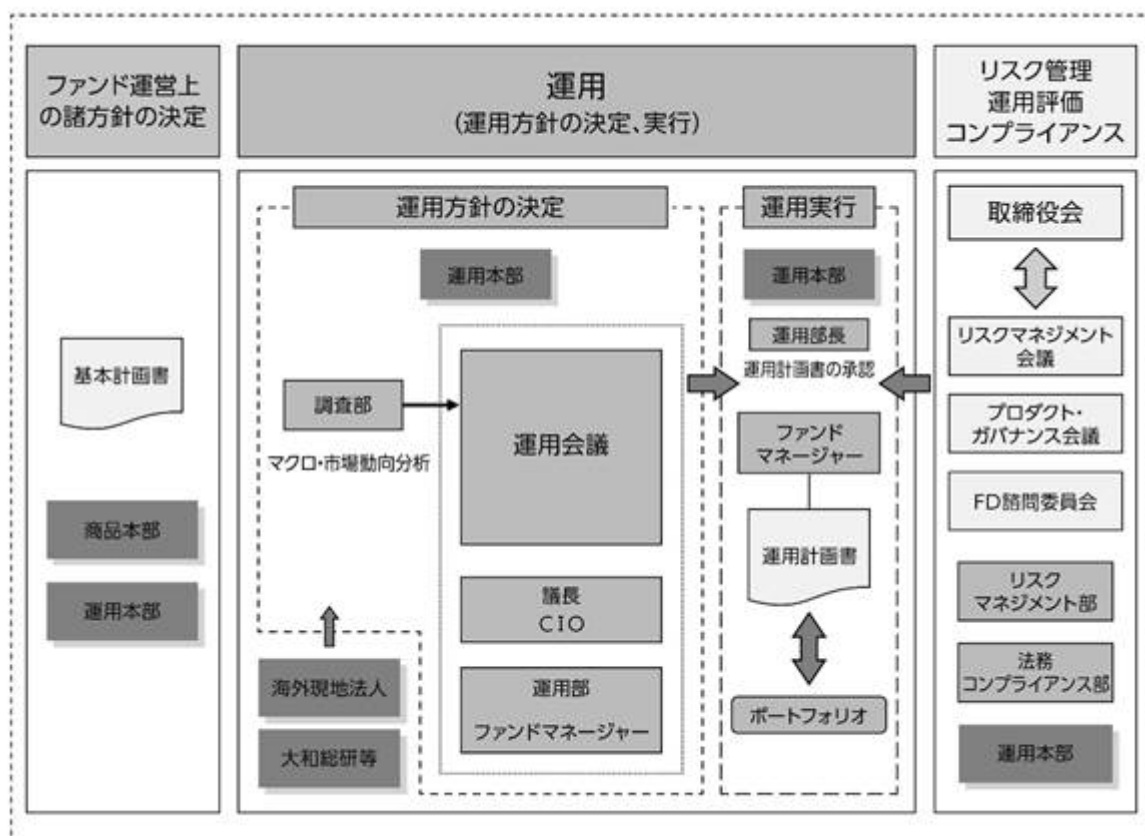 ファンド運営上
の諸方針の決定
運用
(運用方針の決定、実行)
リスク管理
運用評価
コンプライアンス
基本計画書
商品本部
運用本部
運用方針の決定
運用本部
調査部
マクロ・市場動向分析
運用会議
議長
CIO
運用部
ファンドマネージャー
海外現地法人
大和総研等
運用実行
運用本部
運用部長
運用計画書の承認
ファンド
マネージャー
運用計画書
ポートフォリオ
取締役会
リスクマネジメント
会議
プロダクト・
ガバナンス会議
FD諮問委員会
リスク
マネジメント部
法務
コンプライアンス部
運用本部